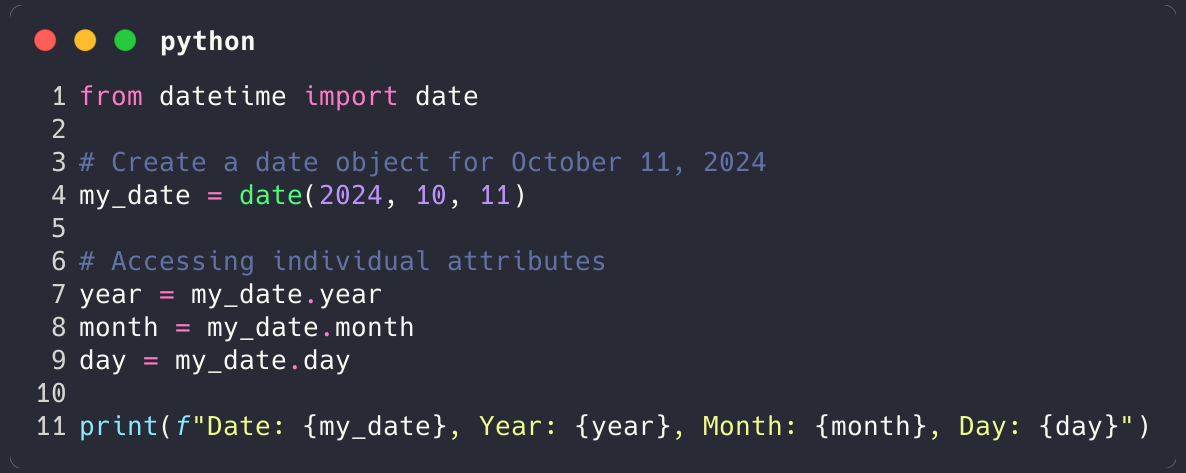 python
1 from datetime import date
2
3 # Create a date object for October 11, 2024
4 my_date = date(2024, 10, 11)
5
6 # Accessing individual attributes
7 year = my_date.year
8 month = my_date.month
9 day = my_date.day
10
11 print(f"Date: {my_date}, Year: {year}, Month: {month}, Day: {day}")